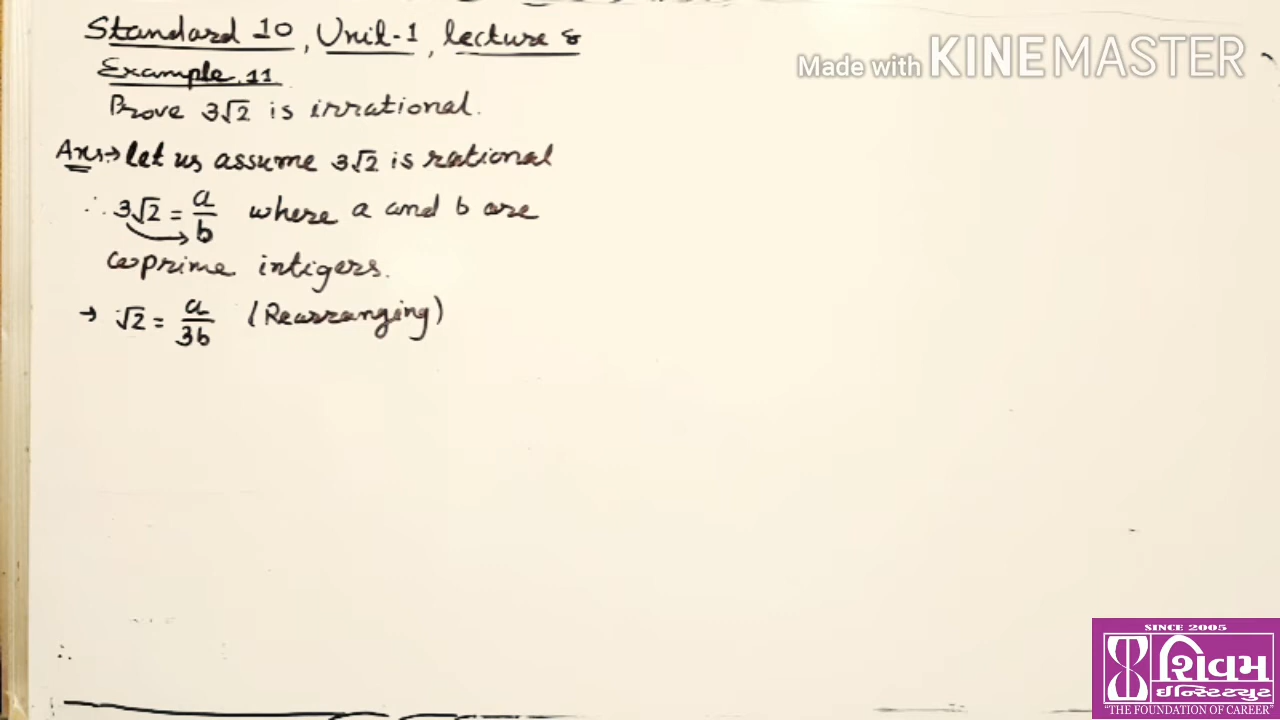 Standard 10, Unit-1, lecture 8
Example. 11
Prove 3√2 is irrational.
Ans→ let us assume 3√2 is rational
∴ 3√2 = a/b where a and b are
coprime intigers.
→ √2 = a/3b (Rearranging)
Made with KINEMASTER
SINCE 2005
શિવમ
ઈન્સ્ટિટ્યુટ
"THE FOUNDATION OF CAREER"